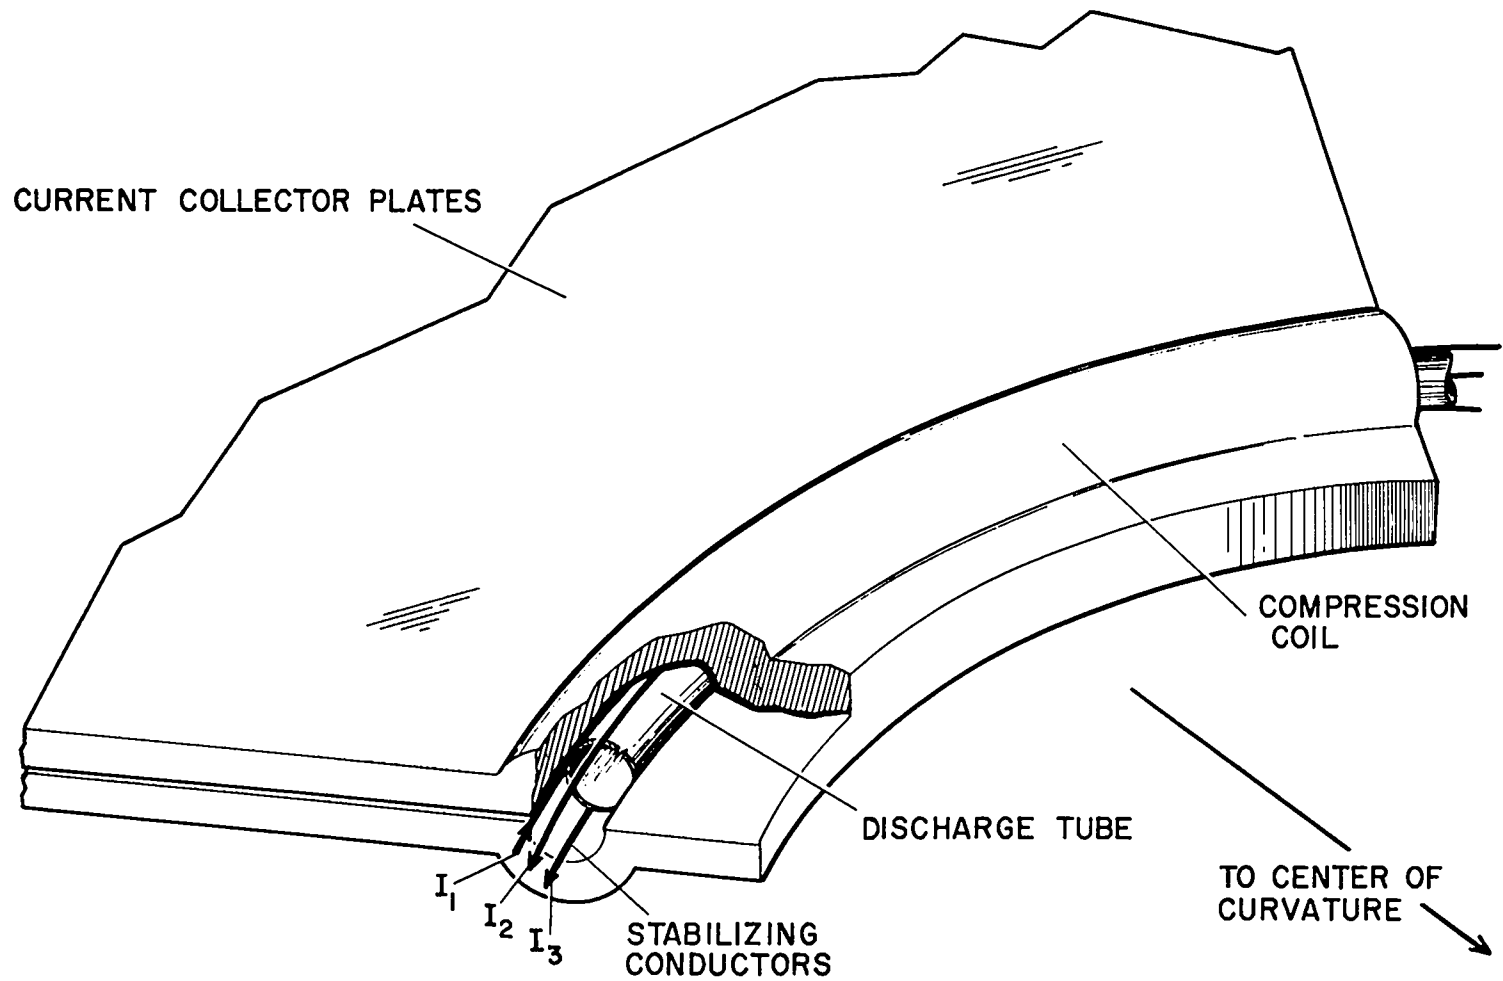 CURRENT COLLECTOR PLATES
COMPRESSION
COIL
DISCHARGE TUBE
TO CENTER OF
CURVATURE
I1
I2
I3
STABILIZING
CONDUCTORS